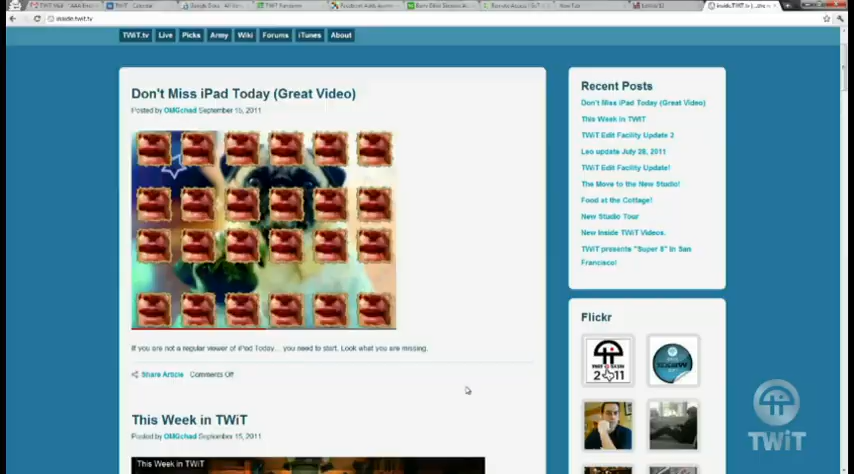 inside.twit.tv
TWiT.tv Live Picks Army Wiki Forums iTunes About
Don't Miss iPad Today (Great Video)
Posted by OMGchad September 15, 2011
If you are not a regular viewer of iPad Today... you need to start. Look what you are missing.
Share Article Comments Off
This Week in TWiT
Posted by OMGchad September 15, 2011
This Week in TWiT
Recent Posts
Don't Miss iPad Today (Great Video)
This Week in TWiT
TWiT Edit Facility Update 2
Leo update July 28, 2011
TWiT Edit Facility Update!
The Move to the New Studio!
Food at the Cottage!
New Studio Tour
New Inside TWiT Videos.
TWiT presents "Super 8" in San
Francisco!
Flickr
TWiT